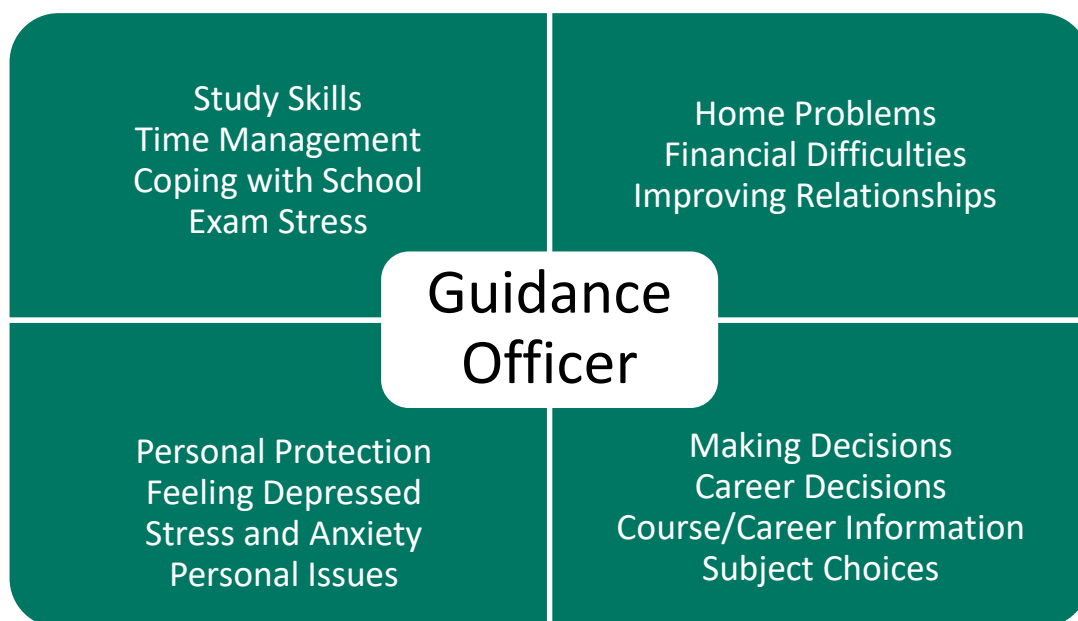 Study Skills
Time Management
Coping with School
Exam Stress
Home Problems
Financial Difficulties
Improving Relationships
Guidance
Officer
Personal Protection
Feeling Depressed
Stress and Anxiety
Personal Issues
Making Decisions
Career Decisions
Course/Career Information
Subject Choices